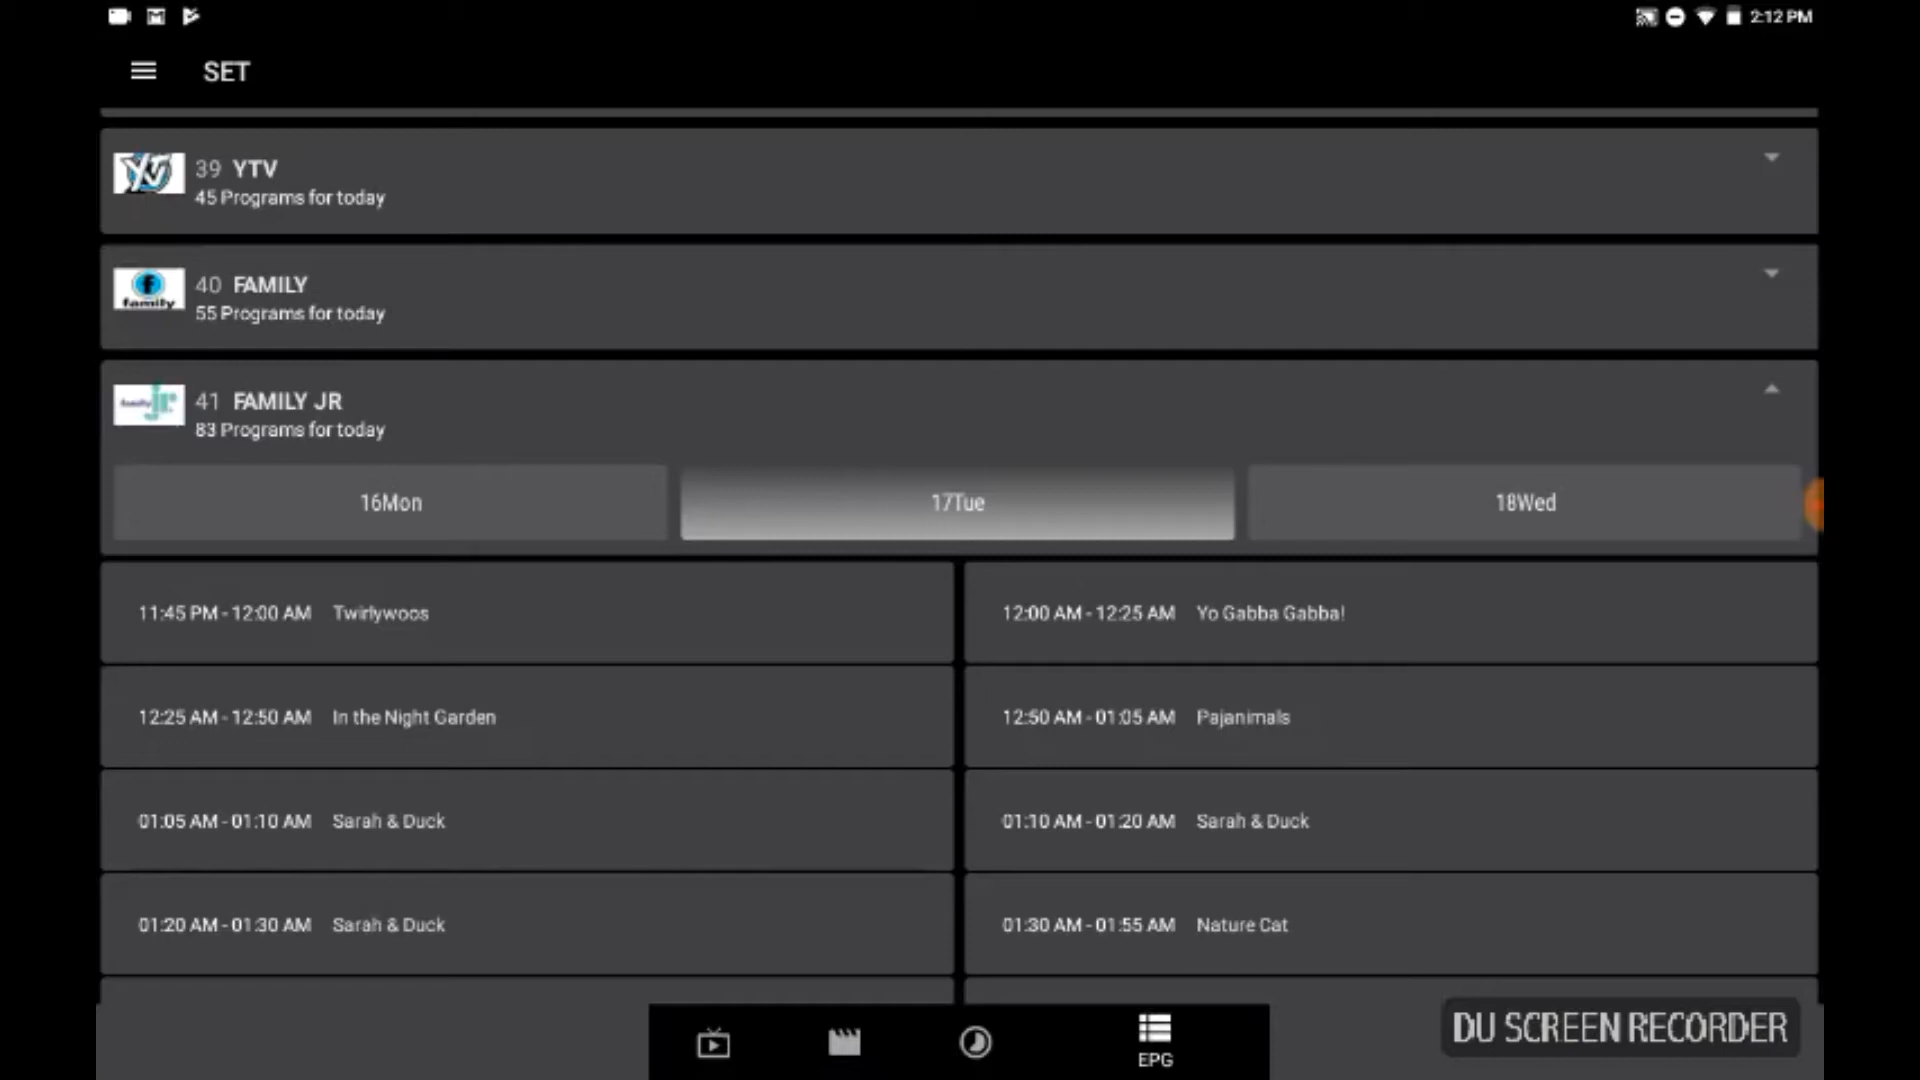 2:12 PM
SET
YTV
39 YTV
45 Programs for today
family
40 FAMILY
55 Programs for today
family jr
41 FAMILY JR
83 Programs for today
16Mon 17Tue 18Wed
11:45 PM - 12:00 AM Twirlywoos
12:00 AM - 12:25 AM Yo Gabba Gabba!
12:25 AM - 12:50 AM In the Night Garden
12:50 AM - 01:05 AM Pajanimals
01:05 AM - 01:10 AM Sarah & Duck
01:10 AM - 01:20 AM Sarah & Duck
01:20 AM - 01:30 AM Sarah & Duck
01:30 AM - 01:55 AM Nature Cat
EPG
DU SCREEN RECORDER